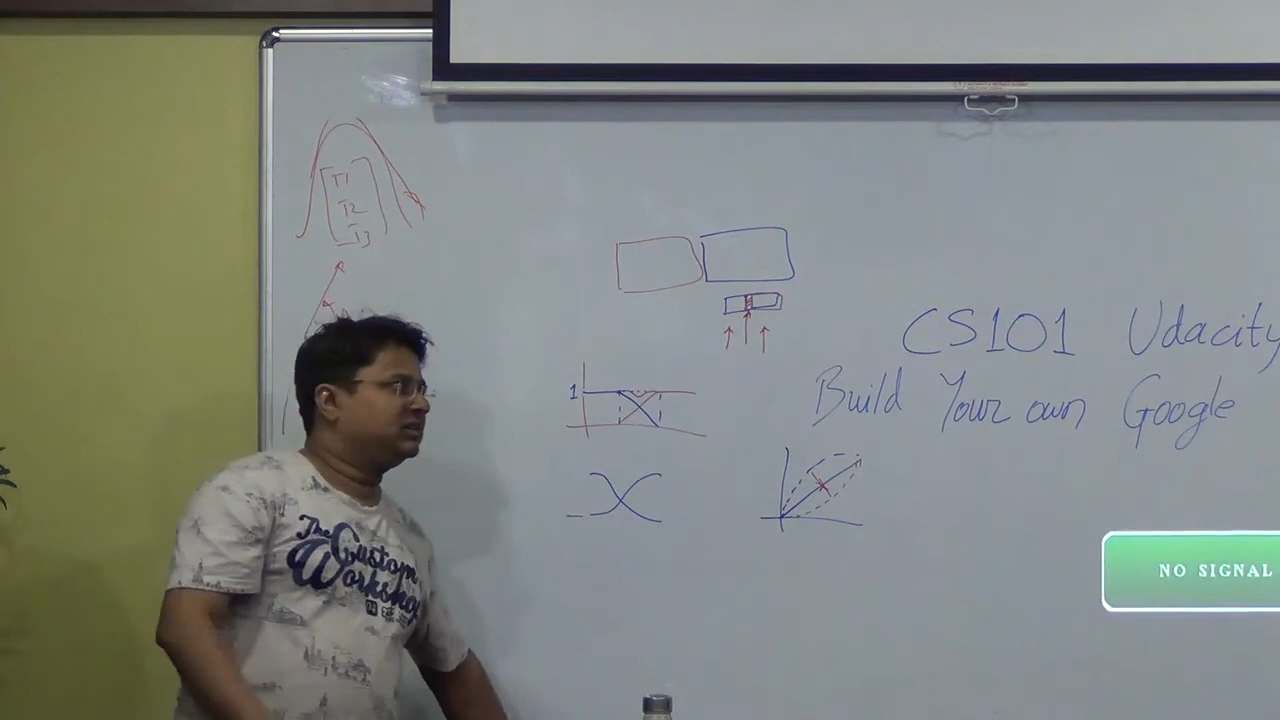 T1
T2
T3
CS101 Udacity
1
Build Your own Google
The
Custom
Workshop
NO SIGNAL